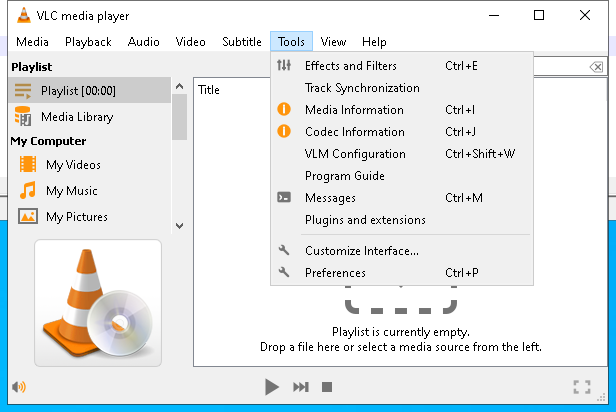 VLC media player
Media Playback Audio Video Subtitle Tools View Help
Playlist
Playlist [00:00]
Media Library
My Computer
My Videos
My Music
My Pictures
Title
Effects and Filters Ctrl+E
Track Synchronization
Media Information Ctrl+I
Codec Information Ctrl+J
VLM Configuration Ctrl+Shift+W
Program Guide
Messages Ctrl+M
Plugins and extensions
Customize Interface...
Preferences Ctrl+P
Playlist is currently empty.
Drop a file here or select a media source from the left.